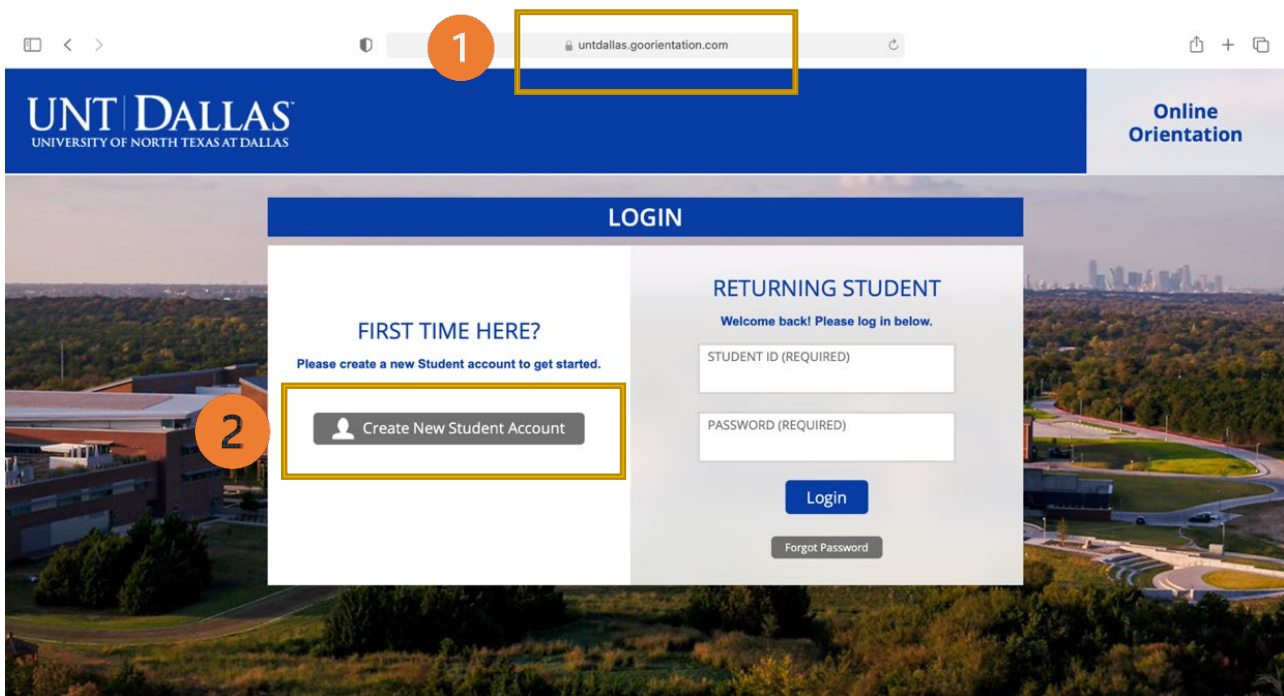 1
untdallas.goorientation.com
UNT DALLAS
UNIVERSITY OF NORTH TEXAS AT DALLAS
Online
Orientation
LOGIN
FIRST TIME HERE?
Please create a new Student account to get started.
2
Create New Student Account
RETURNING STUDENT
Welcome back! Please log in below.
STUDENT ID (REQUIRED)
PASSWORD (REQUIRED)
Login
Forgot Password